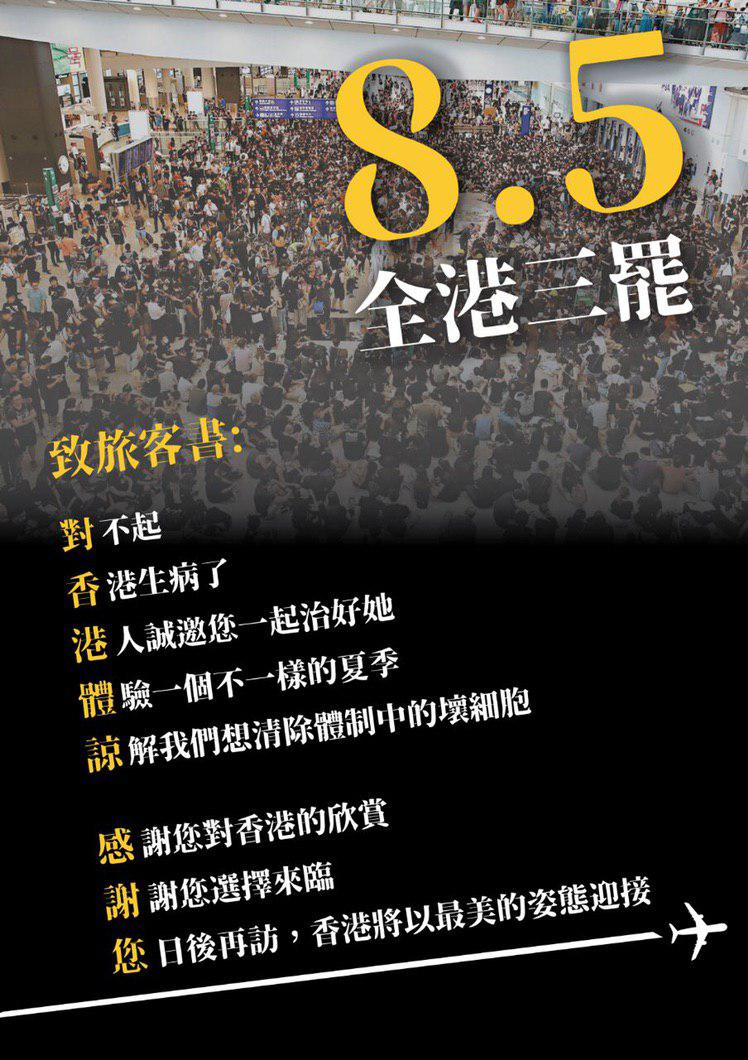 8.5
全港三罷
致旅客書:
對不起
香港生病了
港人誠邀您一起治好她
體驗一個不一樣的夏季
諒解我們想清除體制中的壞細胞
感謝您對香港的欣賞
謝謝您選擇來臨
您日後再訪，香港將以最美的姿態迎接